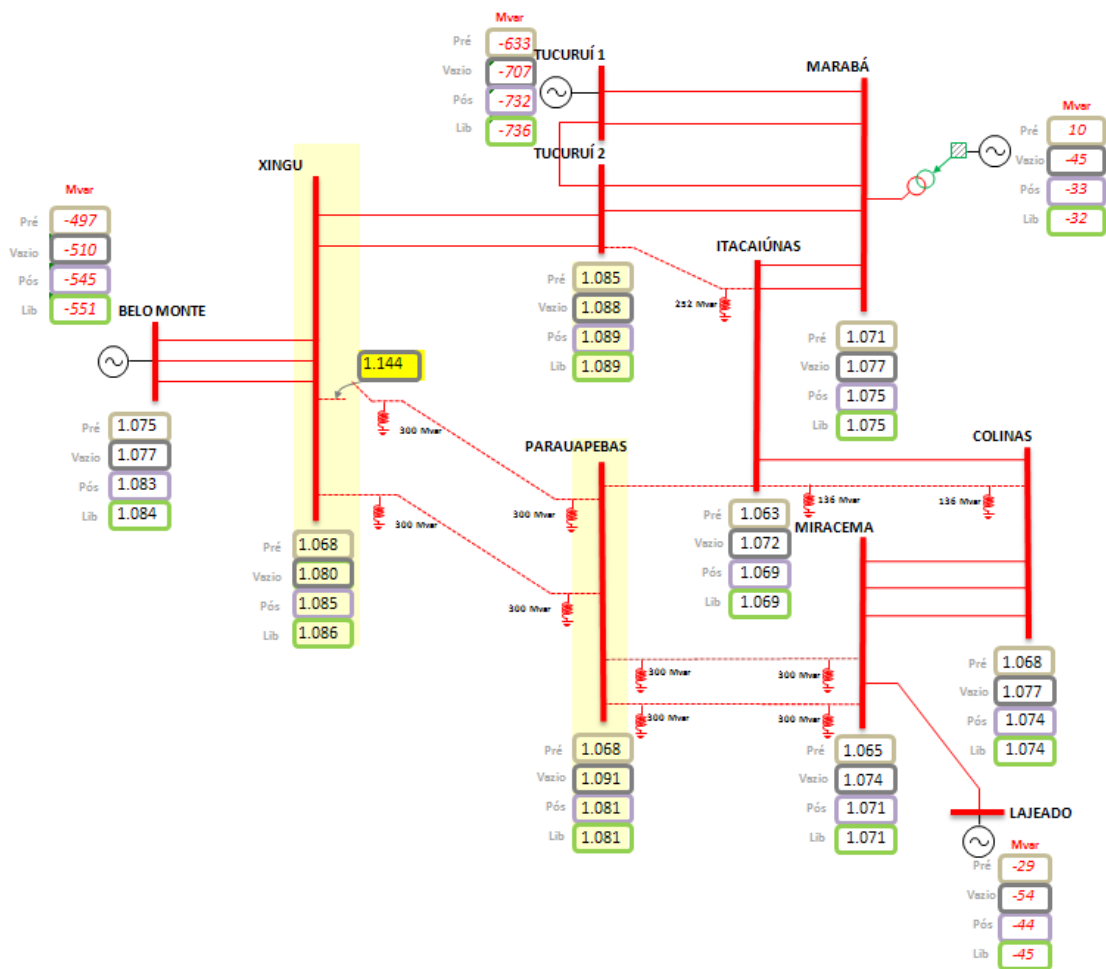 Mvar
Pré -633
Vazio -707
Pós -732
Lib -736
TUCURUÍ 1
MARABÁ
TUCURUÍ 2
Mvar
Pré 10
Vazio -45
Pós -33
Lib -32
XINGU
Mvar
Pré -497
Vazio -510
Pós -545
Lib -551
BELO MONTE
ITACAIÚNAS
252 Mvar
Pré 1.085
Vazio 1.088
Pós 1.089
Lib 1.089
Pré 1.071
Vazio 1.077
Pós 1.075
Lib 1.075
1.144
300 Mvar
Pré 1.075
Vazio 1.077
Pós 1.083
Lib 1.084
PARAUAPEBAS
COLINAS
300 Mvar
136 Mvar
136 Mvar
300 Mvar
MIRACEMA
Pré 1.063
Vazio 1.072
Pós 1.069
Lib 1.069
Pré 1.068
Vazio 1.080
Pós 1.085
Lib 1.086
300 Mvar
300 Mvar
300 Mvar
300 Mvar
300 Mvar
Pré 1.068
Vazio 1.077
Pós 1.074
Lib 1.074
Pré 1.068
Vazio 1.091
Pós 1.081
Lib 1.081
Pré 1.065
Vazio 1.074
Pós 1.071
Lib 1.071
LAJEADO
Mvar
Pré -29
Vazio -54
Pós -44
Lib -45